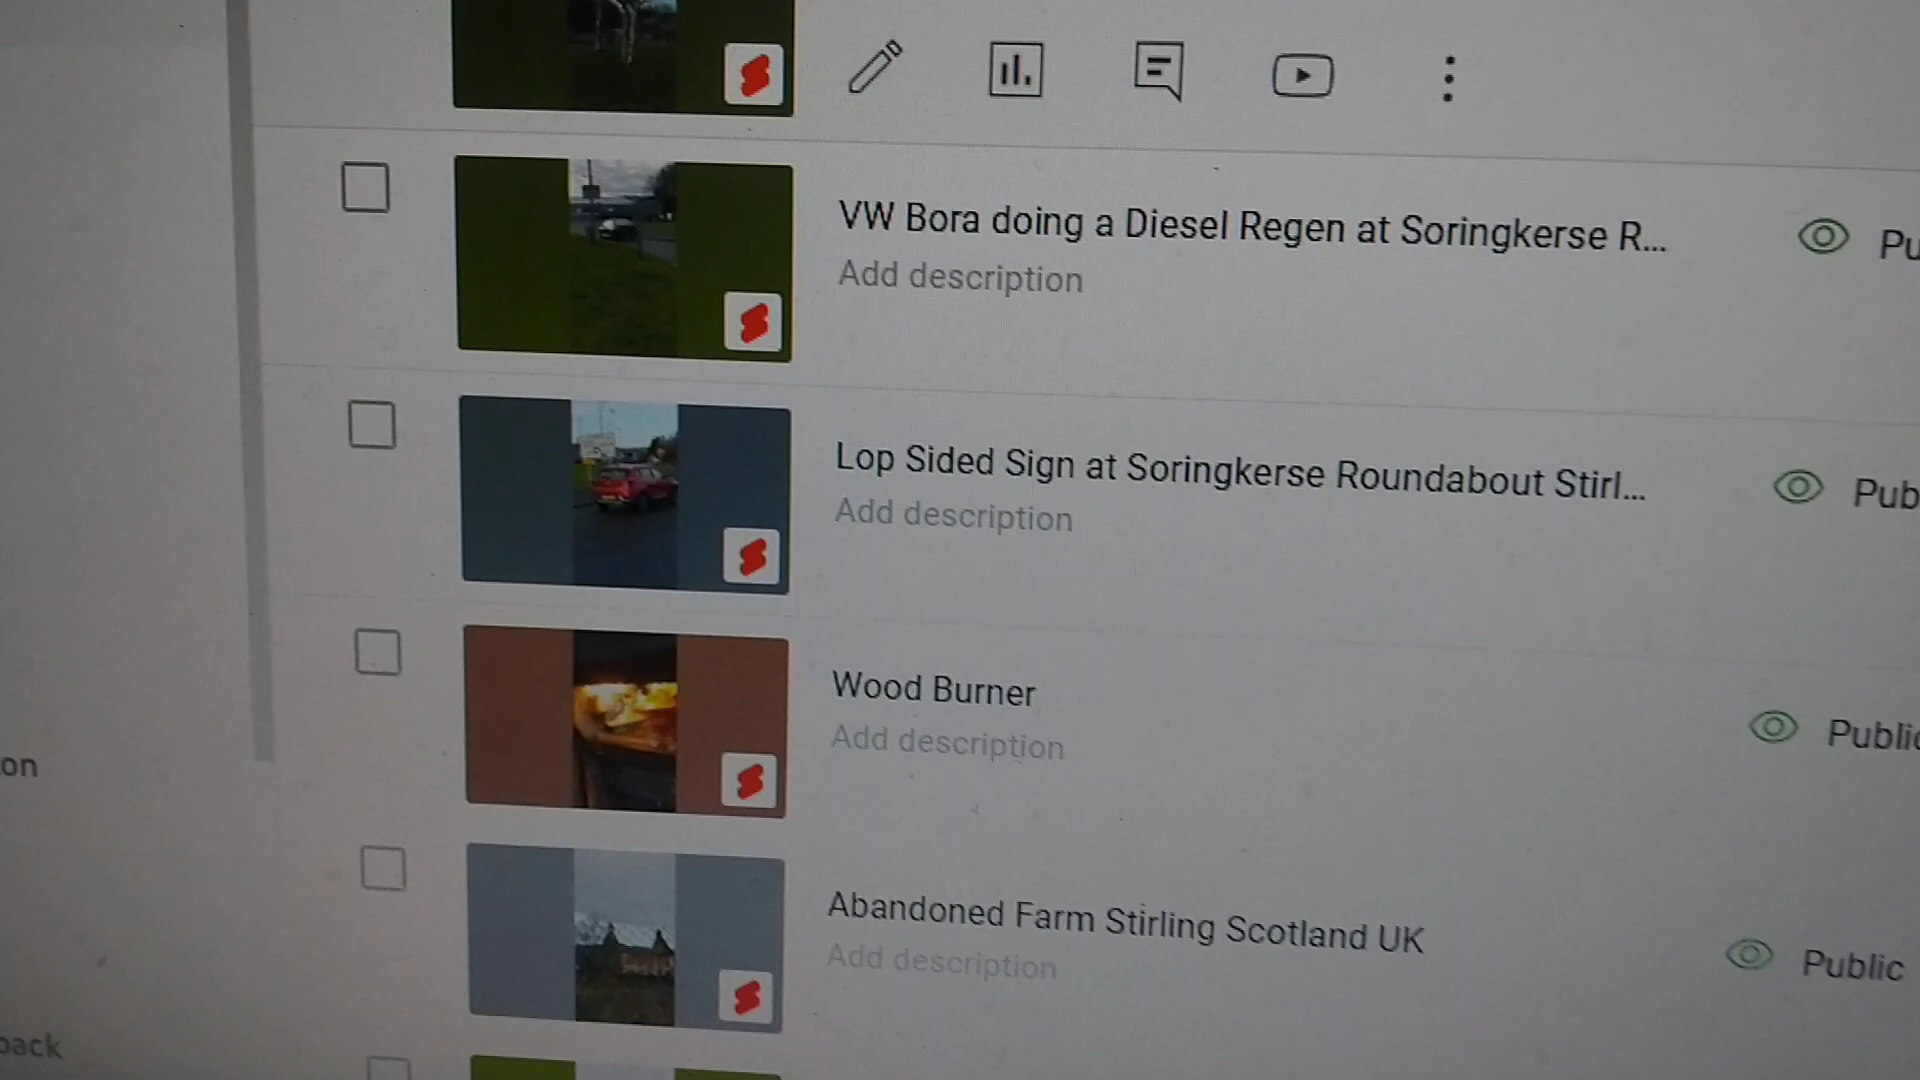 VW Bora doing a Diesel Regen at Soringkerse R...
Pu
Add description
Lop Sided Sign at Soringkerse Roundabout Stirl...
Pub
Add description
Wood Burner
Public
Add description
on
Abandoned Farm Stirling Scotland UK
Public
Add description
back